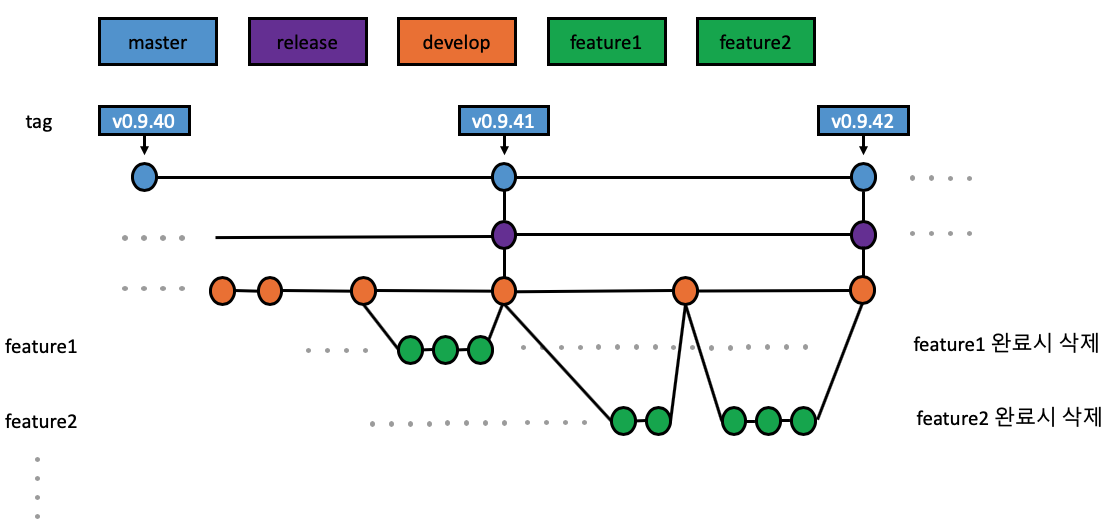 master
release
develop
feature1
feature2
tag
v0.9.40
v0.9.41
v0.9.42
feature1
feature1 완료시 삭제
feature2
feature2 완료시 삭제